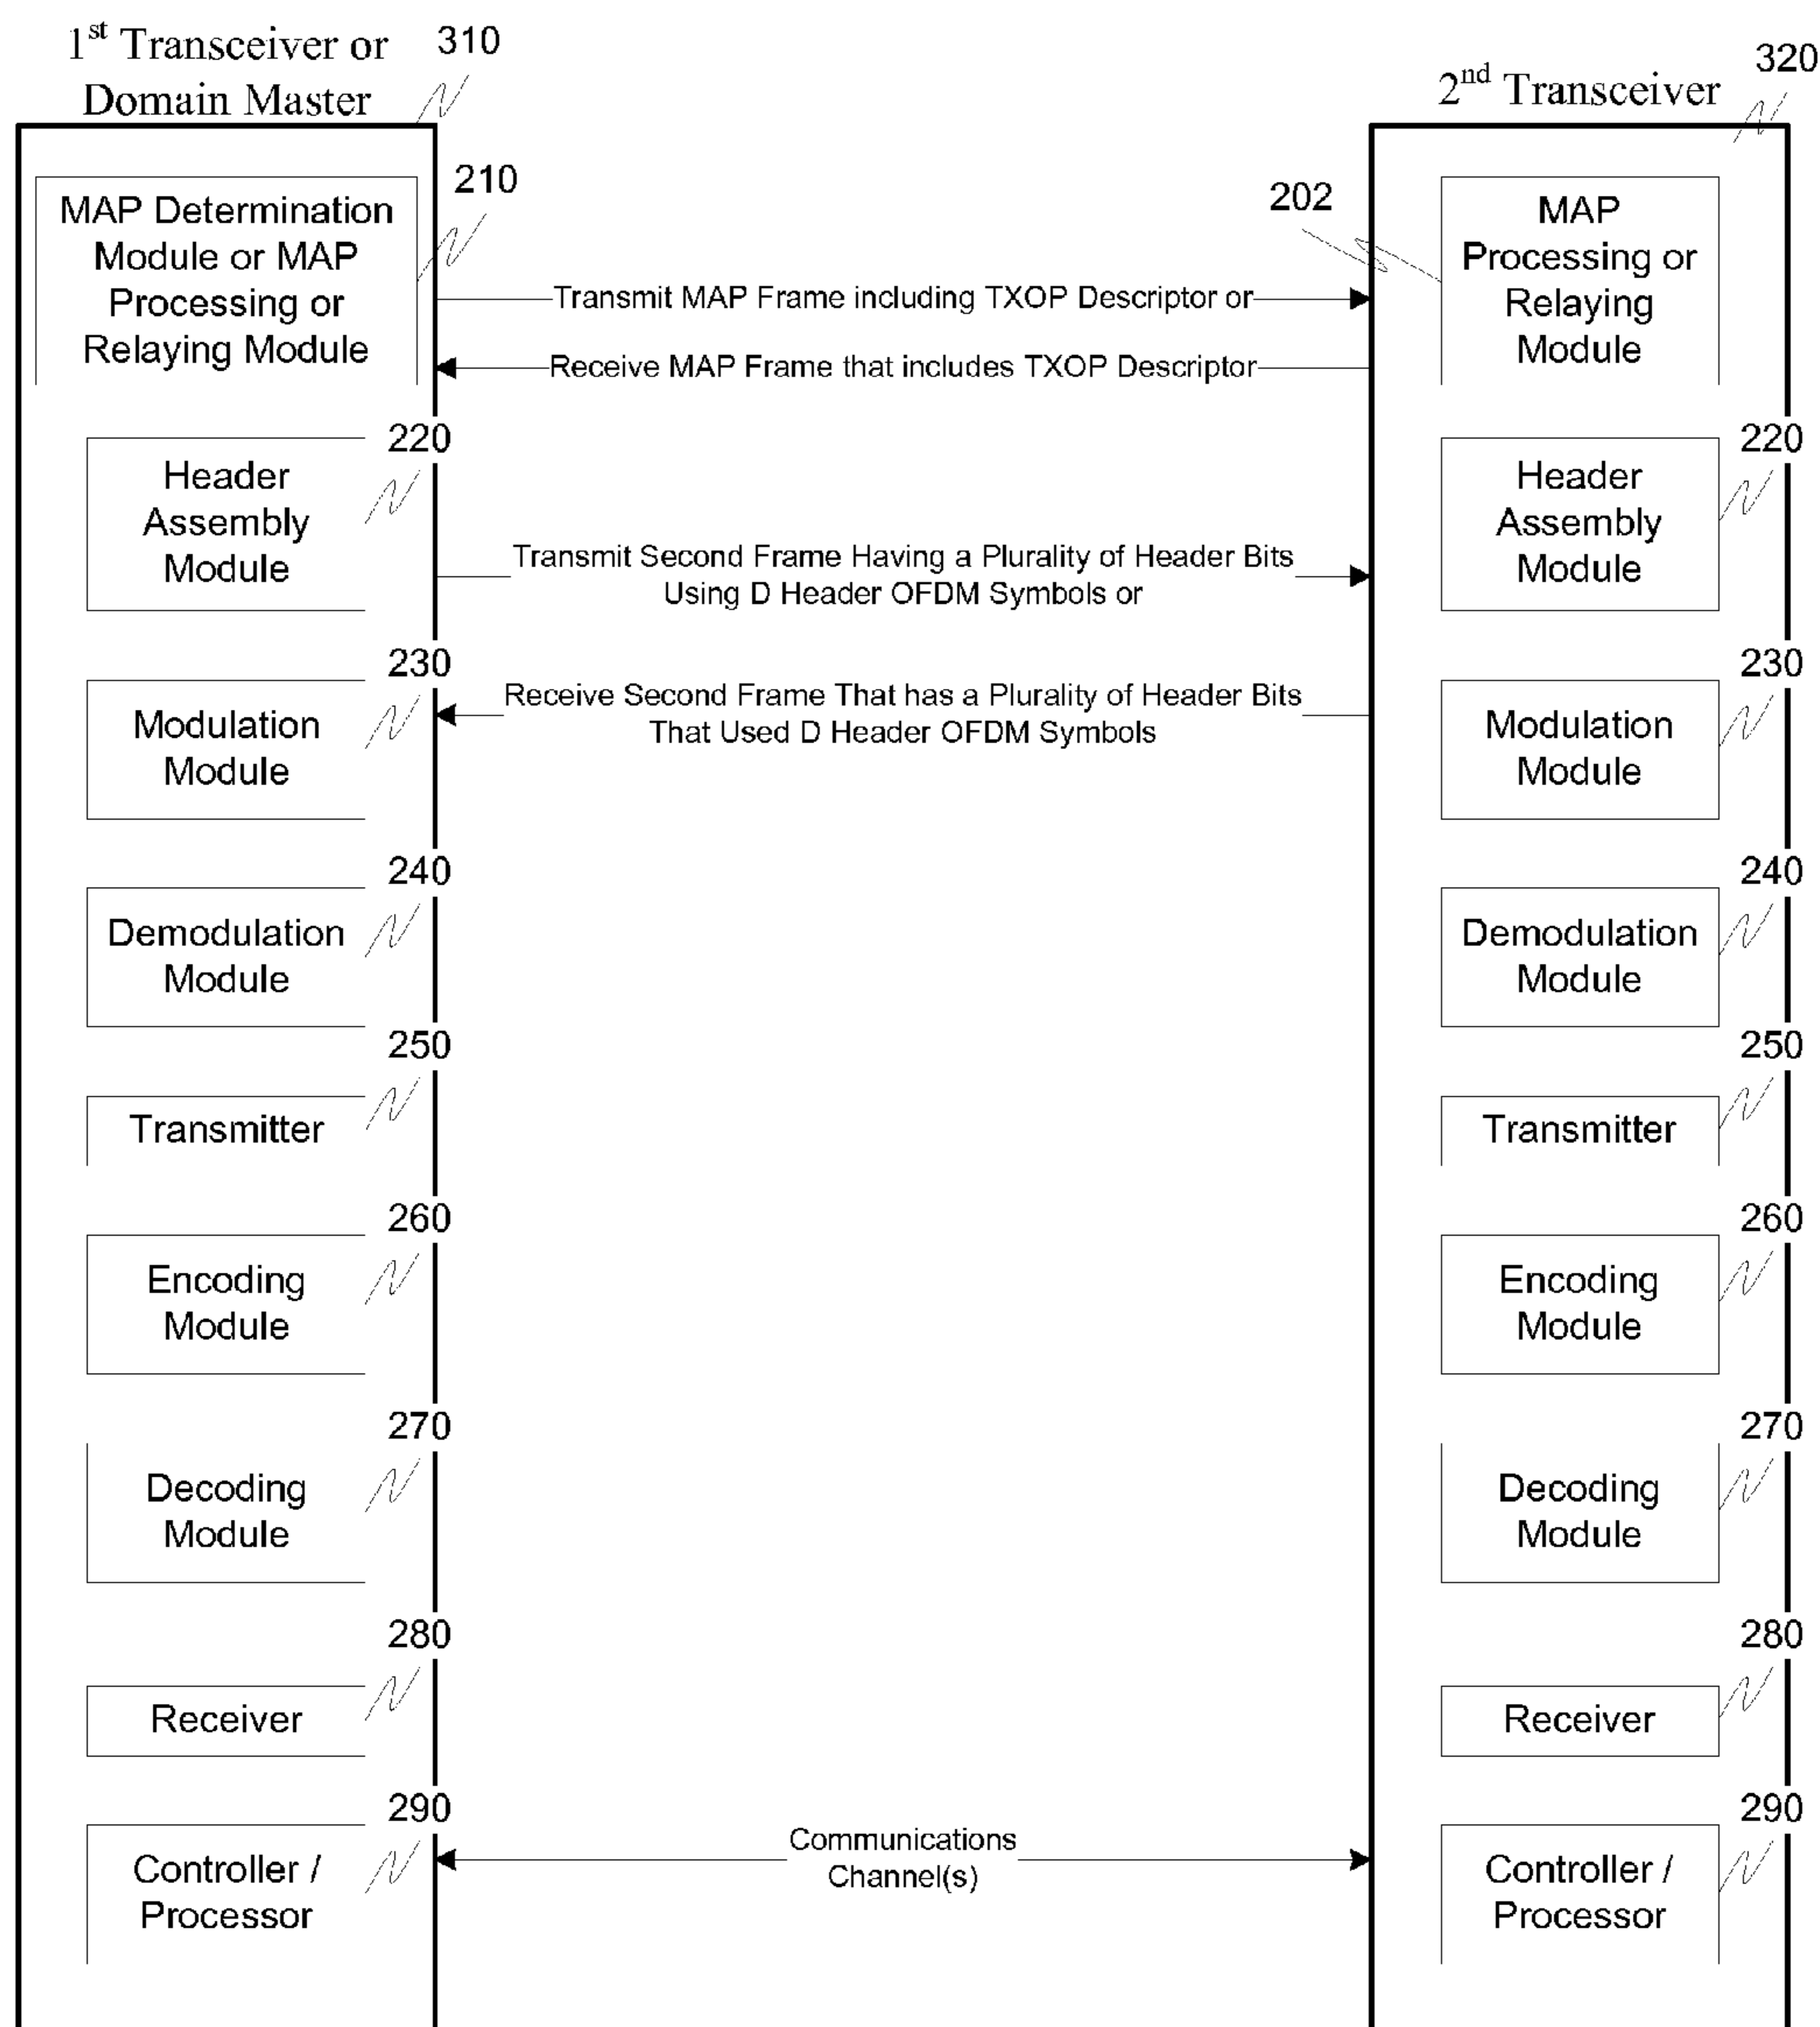 1st Transceiver or
Domain Master
310
2nd Transceiver
320
MAP Determination
Module or MAP
Processing or
Relaying Module
210
202
MAP
Processing or
Relaying
Module
Transmit MAP Frame including TXOP Descriptor or
Receive MAP Frame that includes TXOP Descriptor
220
Header
Assembly
Module
220
Header
Assembly
Module
Transmit Second Frame Having a Plurality of Header Bits
Using D Header OFDM Symbols or
230
Modulation
Module
Receive Second Frame That has a Plurality of Header Bits
That Used D Header OFDM Symbols
230
Modulation
Module
240
Demodulation
Module
240
Demodulation
Module
250
Transmitter
250
Transmitter
260
Encoding
Module
260
Encoding
Module
270
Decoding
Module
270
Decoding
Module
280
Receiver
280
Receiver
290
Controller /
Processor
Communications
Channel(s)
290
Controller /
Processor